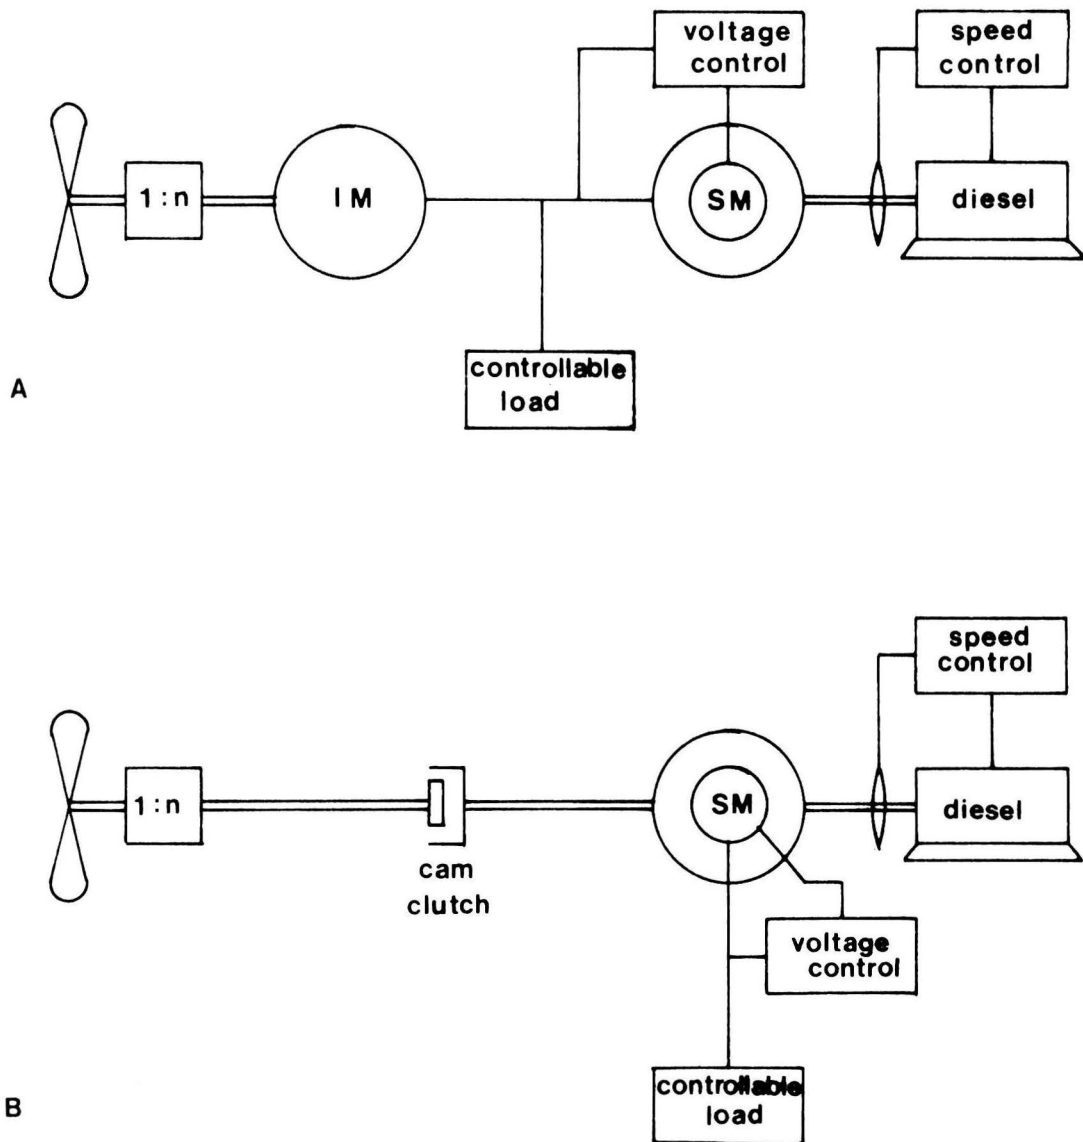 voltage
control
speed
control
1:n
IM
SM
diesel
controllable
load
A
speed
control
1:n
cam
clutch
SM
diesel
voltage
control
controllable
load
B